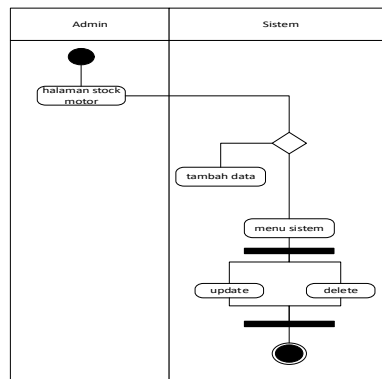 Admin
Sistem
halaman stock
motor
tambah data
menu sistem
update
delete